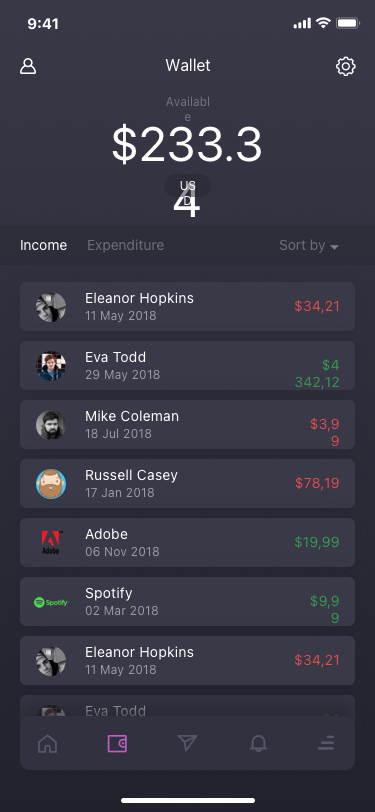 9:41
Wallet
Availabl
e
$233.3
4
US
D
Income Expenditure Sort by
Eleanor Hopkins
$34,21
11 May 2018
Eva Todd
$4
29 May 2018
342,12
Mike Coleman
$3,9
18 Jul 2018
9
Russell Casey
$78,19
17 Jan 2018
Adobe
Adobe
$19,99
06 Nov 2018
Spotify
Spotify
$9,9
02 Mar 2018
9
Eleanor Hopkins
$34,21
11 May 2018
Eva Todd